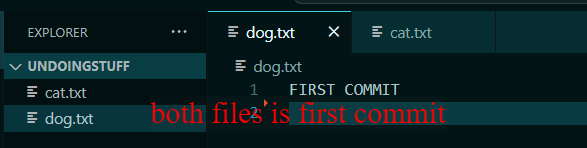 EXPLORER
...
dog.txt
cat.txt
UNDOINGSTUFF
cat.txt
dog.txt
dog.txt
1 FIRST COMMIT
2
both files is first commit